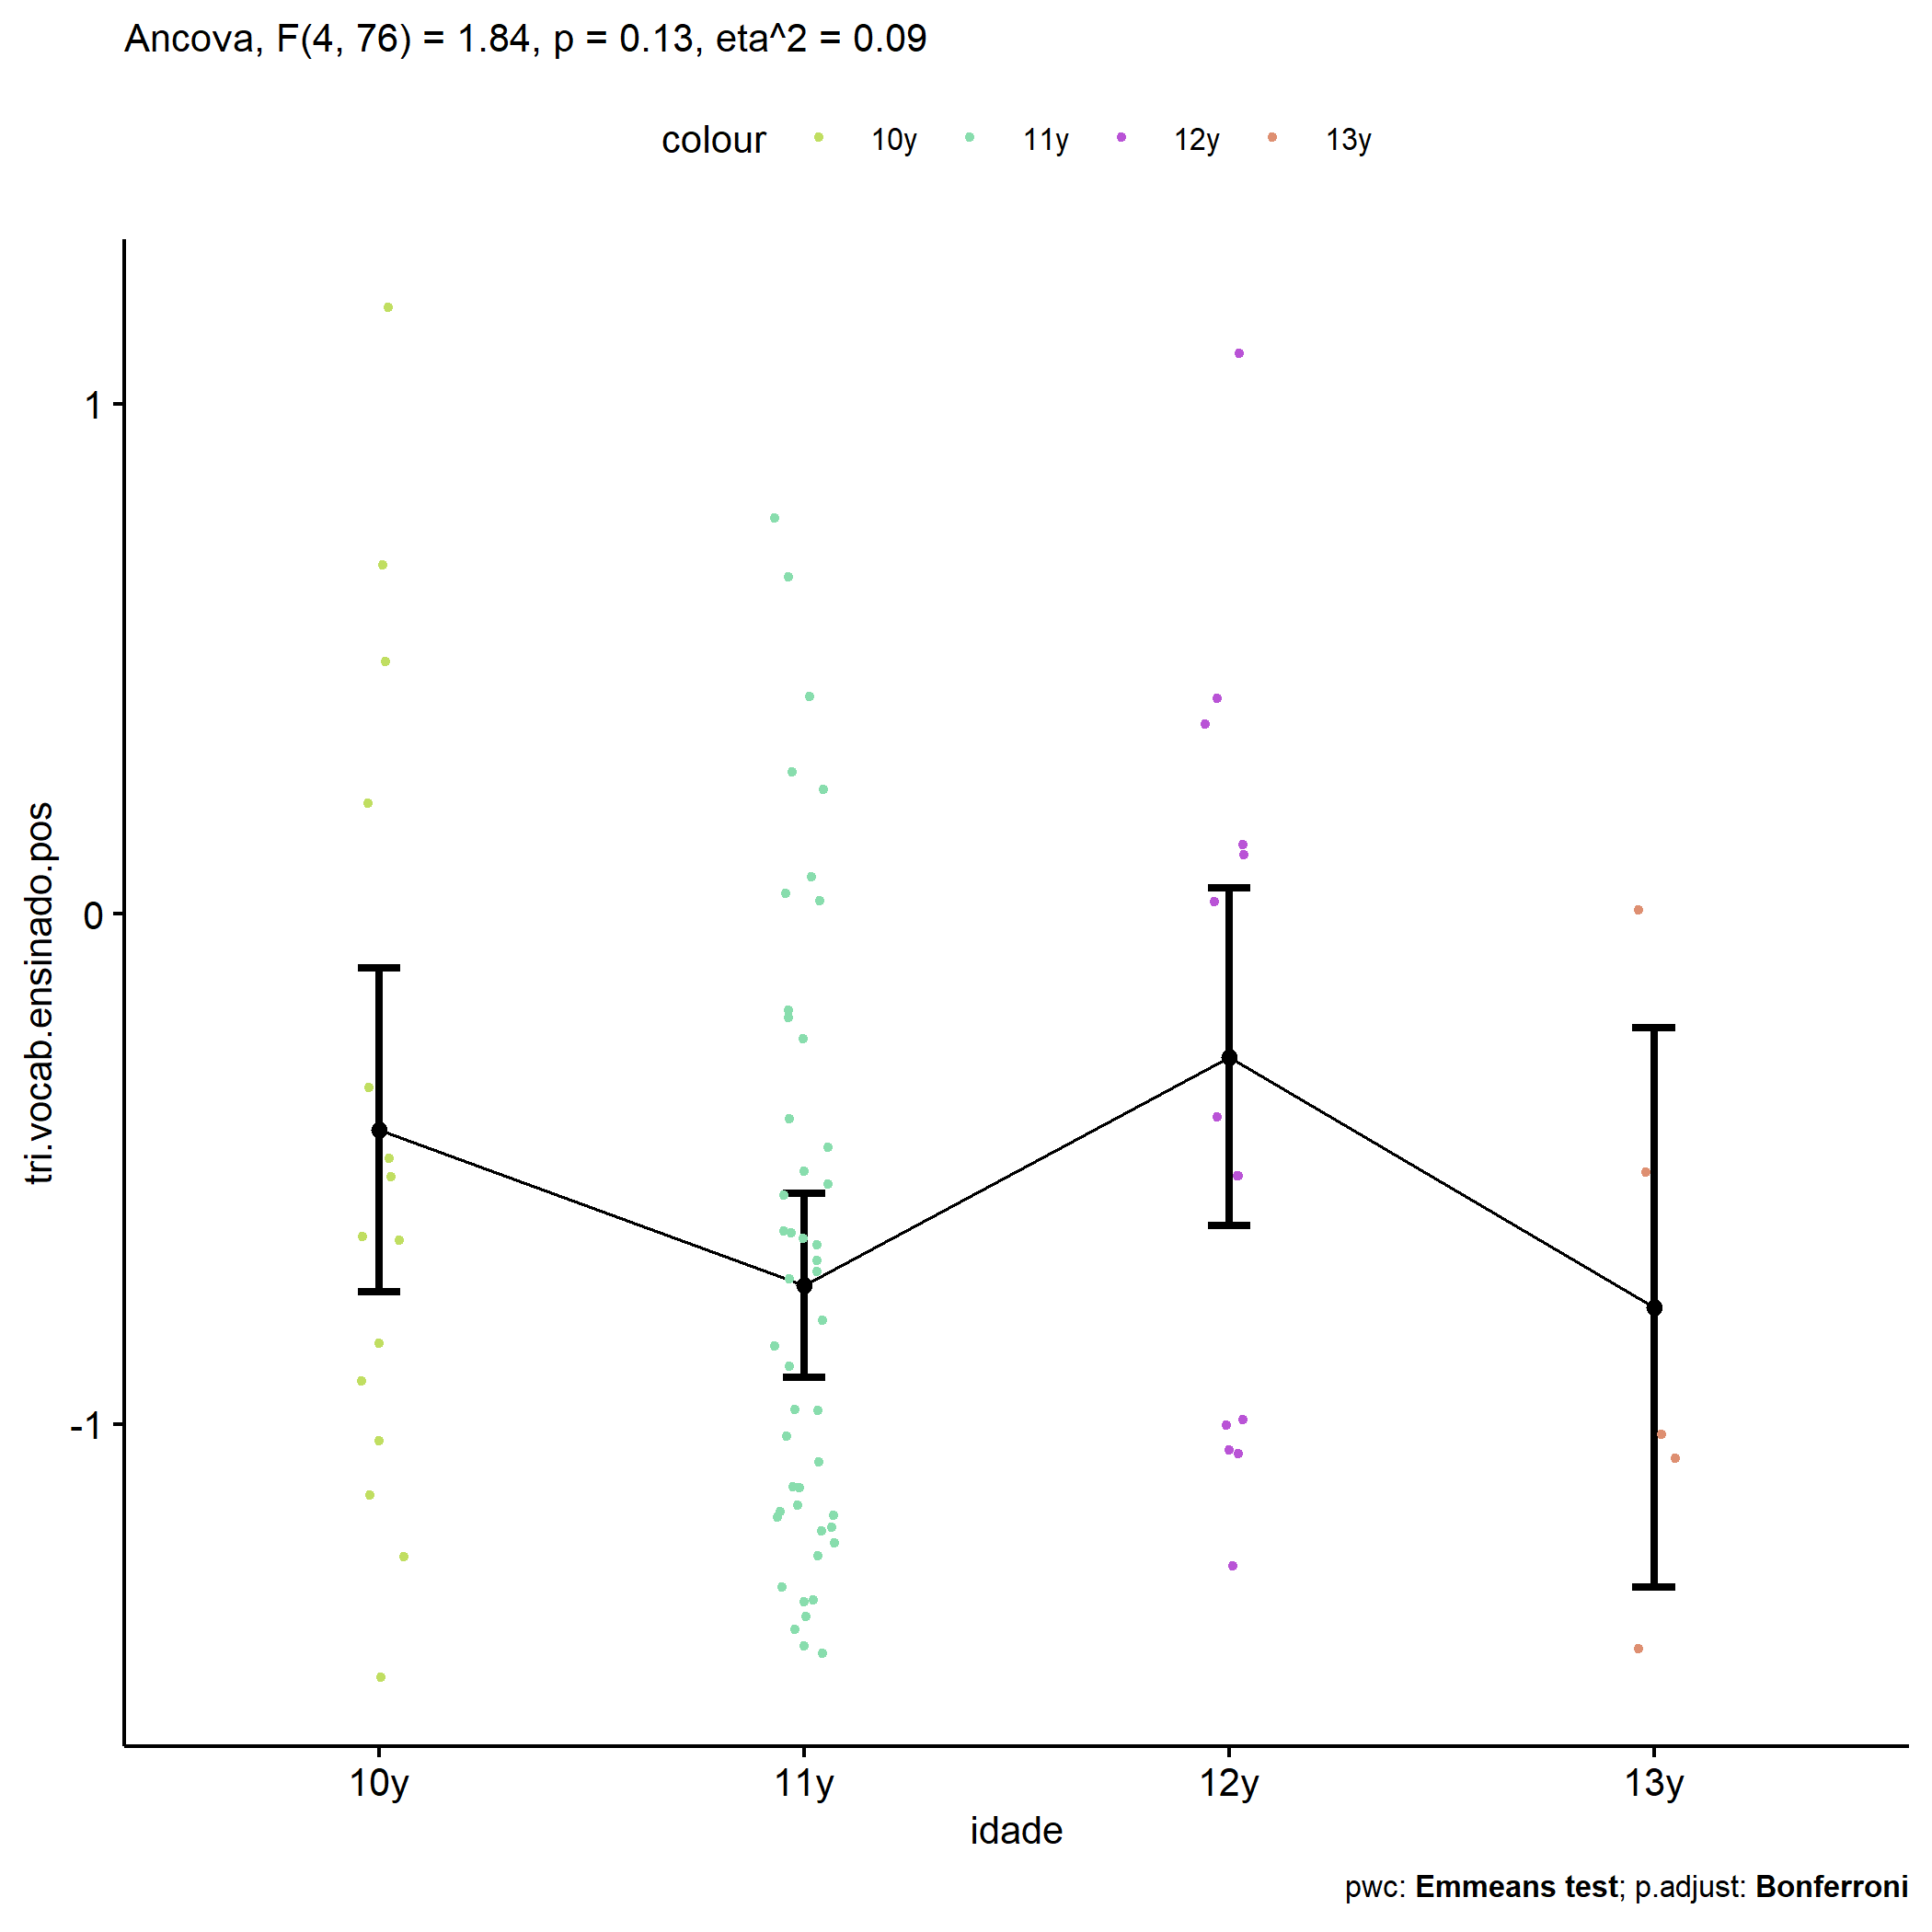 Ancova, F(4, 76) = 1.84, p = 0.13, eta^2 = 0.09
colour 10y 11y 12y 13y
tri.vocab.ensinado.pos
1
0
-1
10y 11y 12y 13y
idade
pwc: Emmeans test; p.adjust: Bonferroni